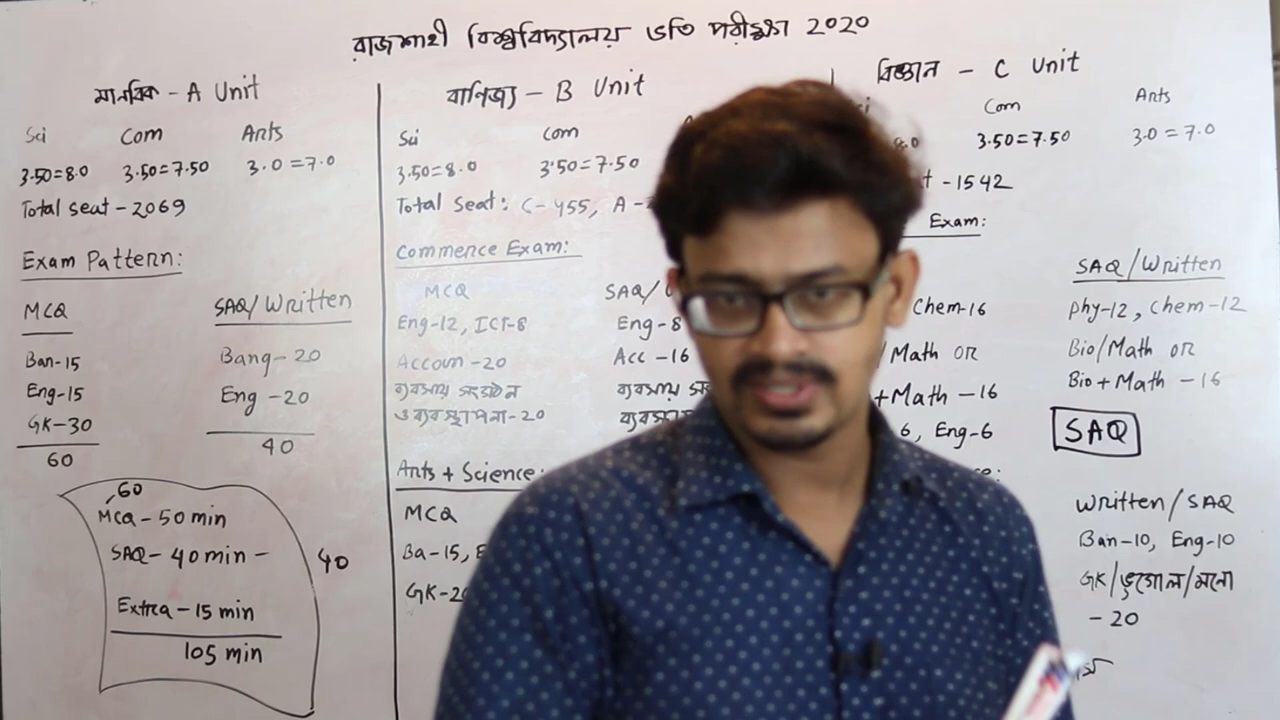 রাজশাহী বিশ্ববিদ্যালয় ভর্তি পরীক্ষা 2020
মানবিক - A Unit
Sci Com Arts
3.50=8.0 3.50=7.50 3.0=7.0
Total seat - 2069
Exam Pattern:
MCQ SAQ/Written
Ban-15 Bang-20
Eng-15 Eng-20
GK-30
60 40
60
MCQ-50 min
SAQ-40 min - 40
Extra-15 min
105 min
বাণিজ্য - B Unit
Sci Com
3.50=8.0 3.50=7.50
Total Seat: C-455, A-
Commerce Exam:
MCQ SAQ/
Eng-12, ICT-8 Eng-8
Accoun-20 Acc-16
ব্যবসায় সংগঠন ব্যবসায়
ও ব্যবস্থাপনা-20
Arts + Science:
MCQ
Ba-15,
GK-
বিজ্ঞান - C Unit
Com Arts
8.0 3.50=7.50 3.0=7.0
-1542
Exam:
SAQ/Written
Chem-16 Phy-12, Chem-12
/Math OR Bio/Math OR
+Math-16 Bio+Math-16
6, Eng-6 SAQ
Written/SAQ
Ban-10, Eng-10
GK/ভূগোল/মনো
-20